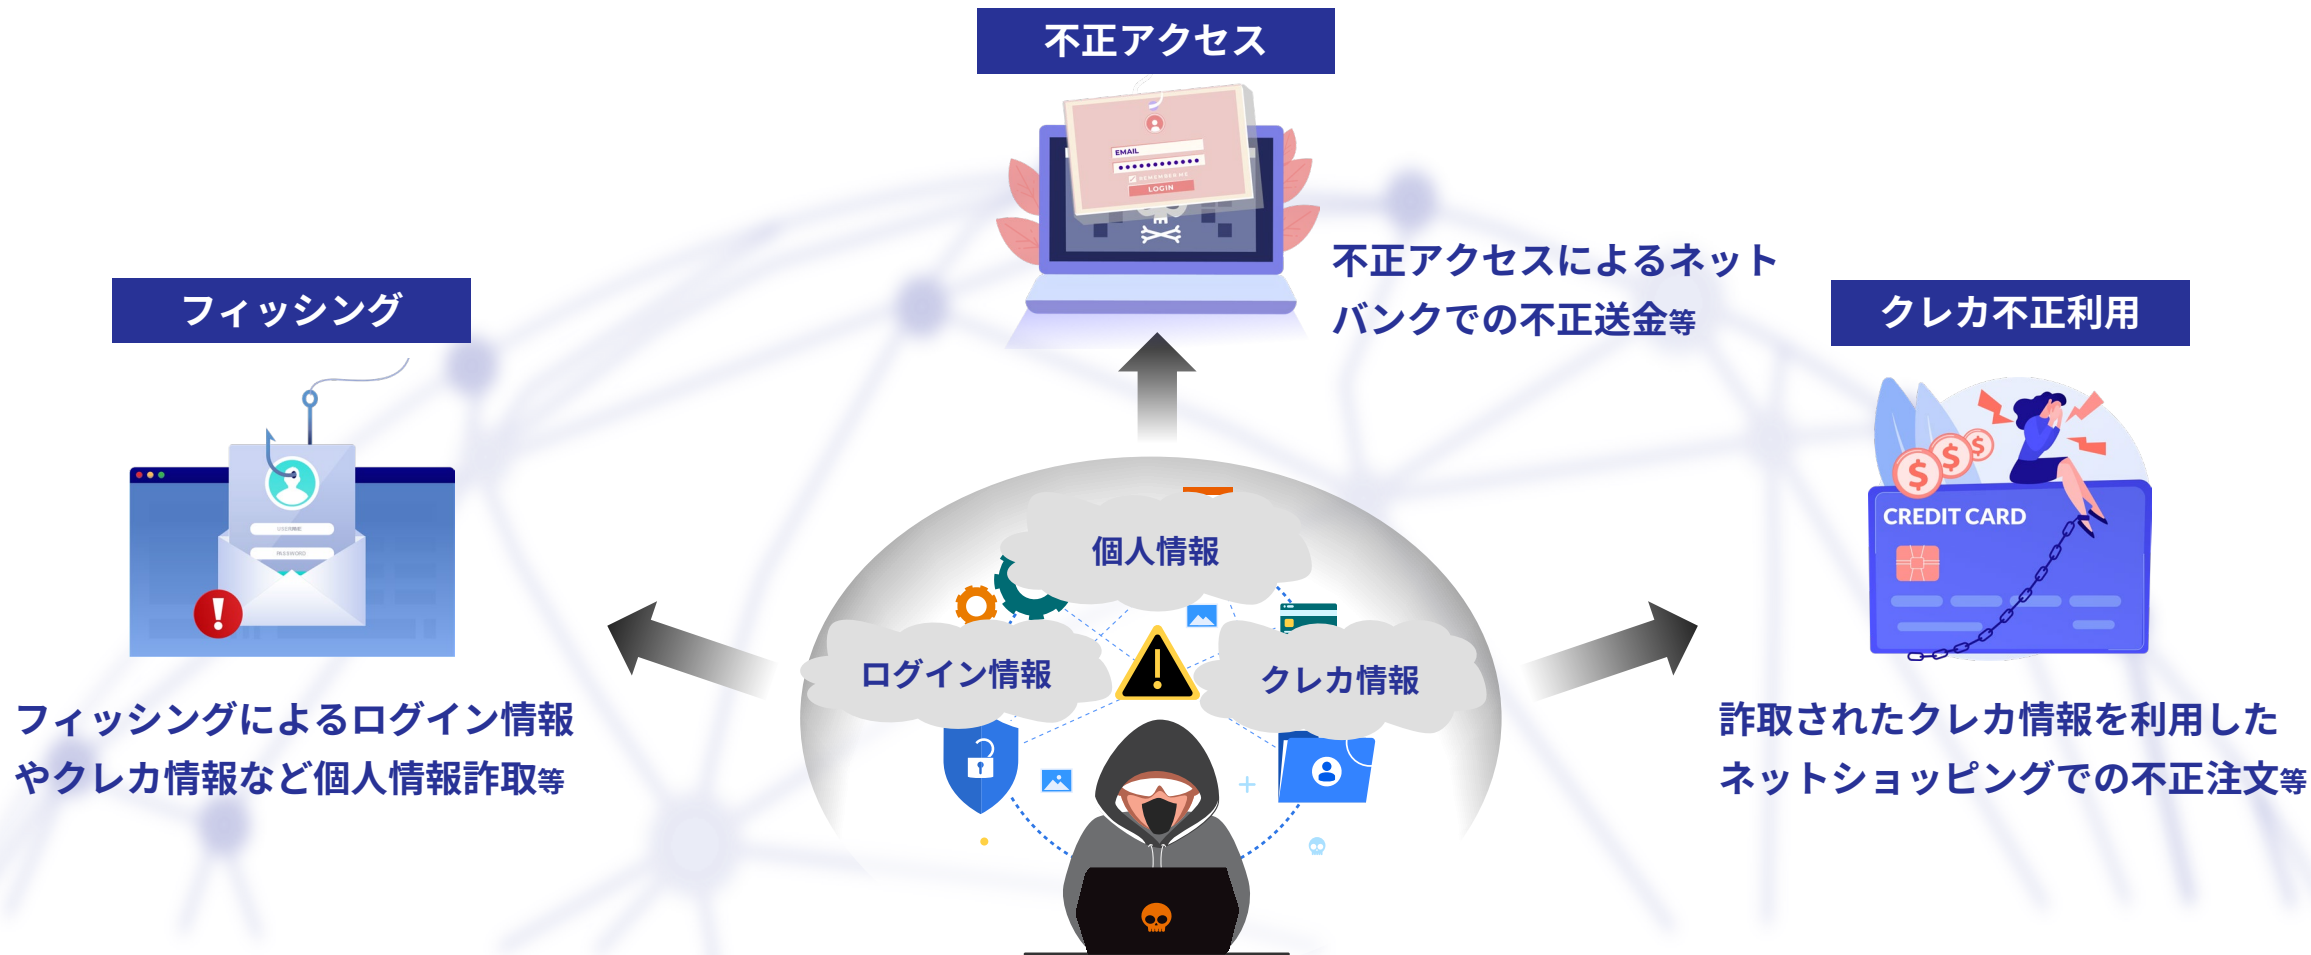 不正アクセス
EMAIL
REMEMBER ME
LOGIN
不正アクセスによるネット
バンクでの不正送金等
フィッシング
USERNAME
PASSWORD
フィッシングによるログイン情報
やクレカ情報など個人情報詐取等
クレカ不正利用
CREDIT CARD
詐取されたクレカ情報を利用した
ネットショッピングでの不正注文等
個人情報
ログイン情報
クレカ情報